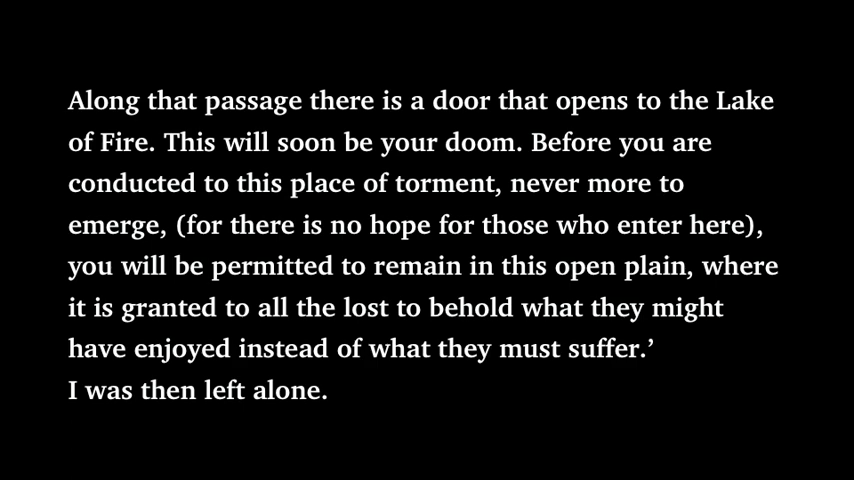 Along that passage there is a door that opens to the Lake
of Fire. This will soon be your doom. Before you are
conducted to this place of torment, never more to
emerge, (for there is no hope for those who enter here),
you will be permitted to remain in this open plain, where
it is granted to all the lost to behold what they might
have enjoyed instead of what they must suffer.’
I was then left alone.